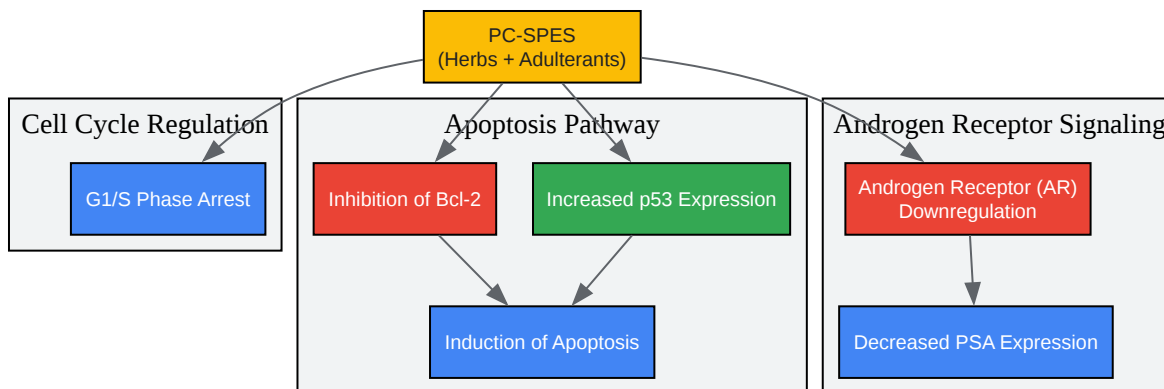 PC-SPES
(Herbs + Adulterants)
Cell Cycle Regulation
Apoptosis Pathway
Androgen Receptor Signaling
G1/S Phase Arrest
Inhibition of Bcl-2
Increased p53 Expression
Androgen Receptor (AR)
Downregulation
Induction of Apoptosis
Decreased PSA Expression